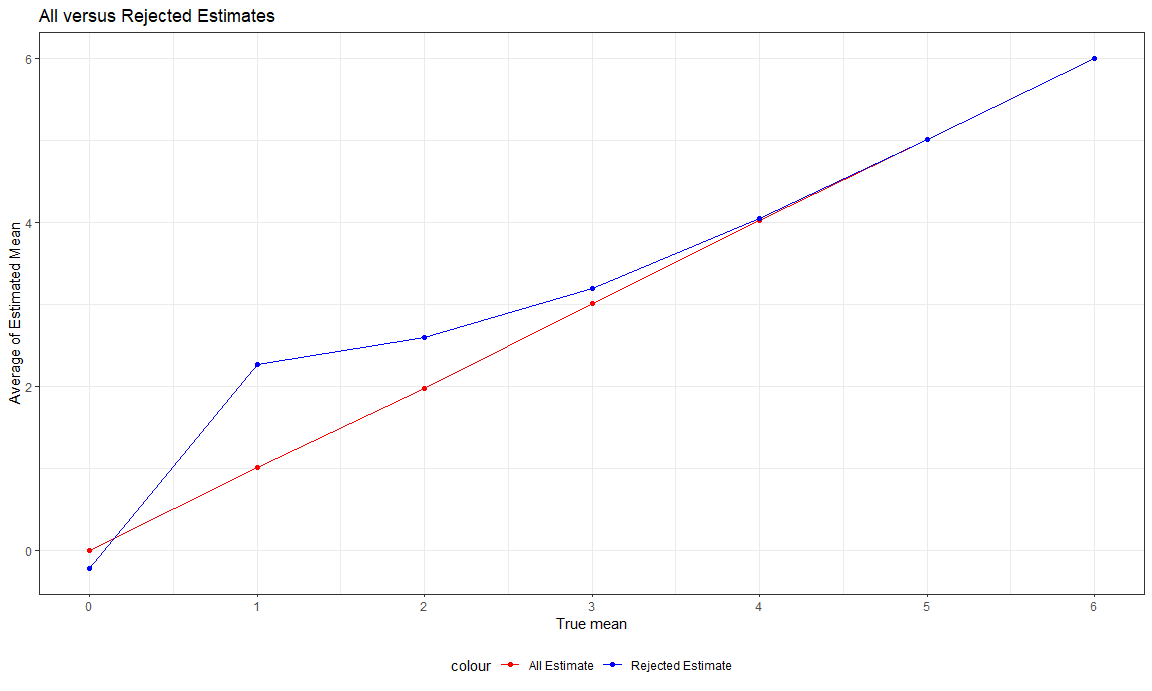 All versus Rejected Estimates
Average of Estimated Mean
6
4
2
0
0 1 2 3 4 5 6
True mean
colour All Estimate Rejected Estimate